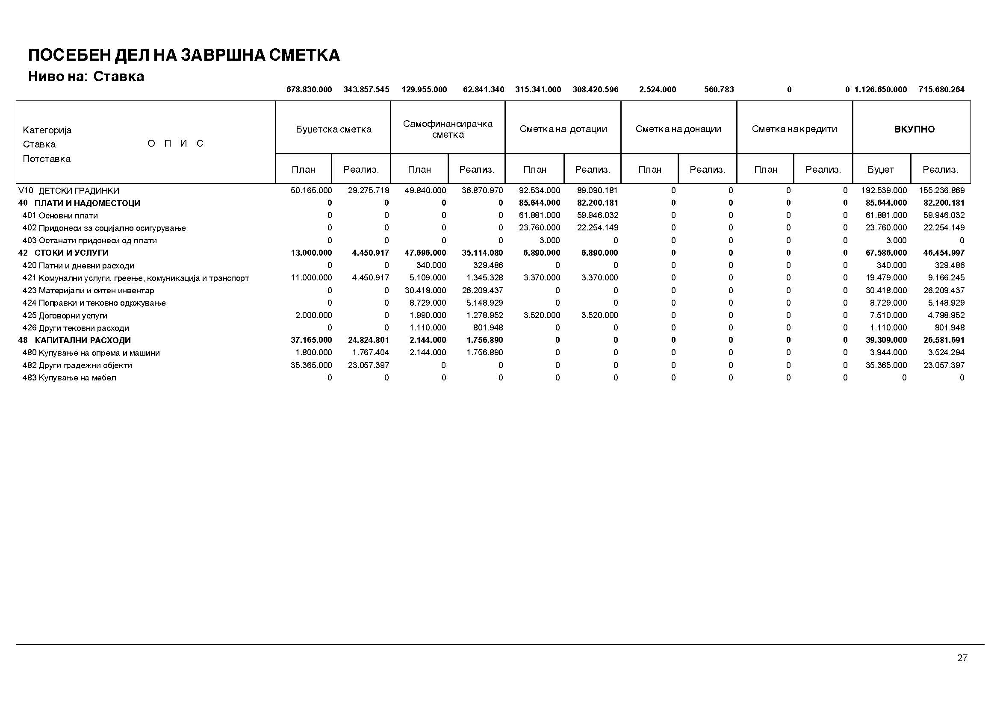 ПОСЕБЕН ДЕЛ НА ЗАВРШНА СМЕТКА
Ниво на: Ставка
678.830.000 343.857.545 129.955.000 62.841.340 315.341.000 308.420.596 2.524.000 560.783 0 0 1.126.650.000 715.680.264
Категорија
Ставка
Потставка
О П И С
Буџетска сметка
Самофинансирачка
сметка
Сметка на дотации
Сметка на донации
Сметка на кредити
ВКУПНО
План Реализ. План Реализ. План Реализ. План Реализ. План Реализ. Буџет Реализ.
V10 ДЕТСКИ ГРАДИНКИ 50.165.000 29.275.718 49.840.000 36.870.970 92.534.000 89.090.181 0 0 0 0 192.539.000 155.236.869
40 ПЛАТИ И НАДОМЕСТОЦИ 0 0 0 0 85.644.000 82.200.181 0 0 0 0 85.644.000 82.200.181
401 Основни плати 0 0 0 0 61.881.000 59.946.032 0 0 0 0 61.881.000 59.946.032
402 Придонеси за социјално осигурување 0 0 0 0 23.760.000 22.254.149 0 0 0 0 23.760.000 22.254.149
403 Останати придонеси од плати 0 0 0 0 3.000 0 0 0 0 0 3.000 0
42 СТОКИ И УСЛУГИ 13.000.000 4.450.917 47.696.000 35.114.080 6.890.000 6.890.000 0 0 0 0 67.586.000 46.454.997
420 Патни и дневни расходи 0 0 340.000 329.486 0 0 0 0 0 0 340.000 329.486
421 Комунални услуги, греење, комуникација и транспорт 11.000.000 4.450.917 5.109.000 1.345.328 3.370.000 3.370.000 0 0 0 0 19.479.000 9.166.245
423 Материјали и ситен инвентар 0 0 30.418.000 26.209.437 0 0 0 0 0 0 30.418.000 26.209.437
424 Поправки и тековно одржување 0 0 8.729.000 5.148.929 0 0 0 0 0 0 8.729.000 5.148.929
425 Договорни услуги 2.000.000 0 1.990.000 1.278.952 3.520.000 3.520.000 0 0 0 0 7.510.000 4.798.952
426 Други тековни расходи 0 0 1.110.000 801.948 0 0 0 0 0 0 1.110.000 801.948
48 КАПИТАЛНИ РАСХОДИ 37.165.000 24.824.801 2.144.000 1.756.890 0 0 0 0 0 0 39.309.000 26.581.691
480 Купување на опрема и машини 1.800.000 1.767.404 2.144.000 1.756.890 0 0 0 0 0 0 3.944.000 3.524.294
482 Други градежни објекти 35.365.000 23.057.397 0 0 0 0 0 0 0 0 35.365.000 23.057.397
483 Купување на мебел 0 0 0 0 0 0 0 0 0 0 0 0
27